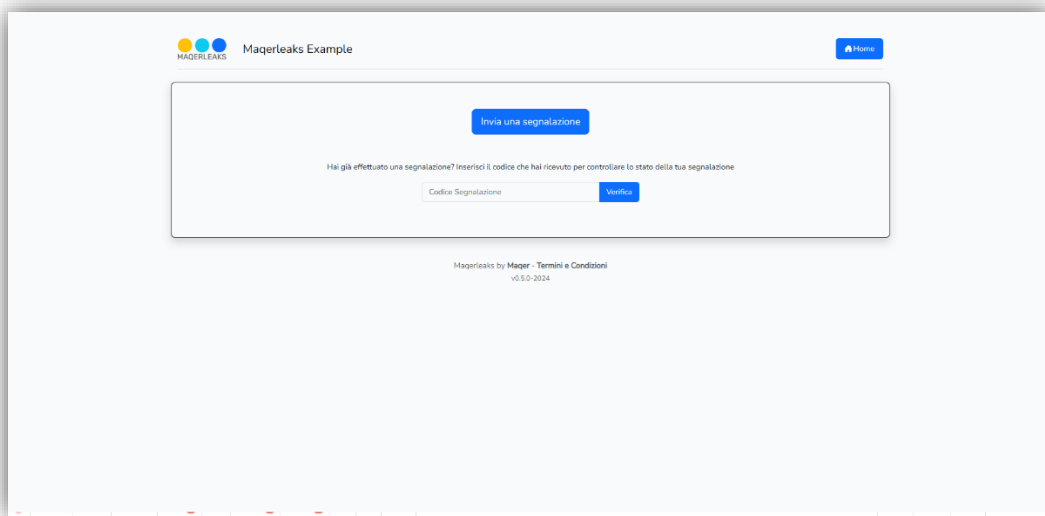 MAQERLEAKS
Maqerleaks Example
Home
Invia una segnalazione
Hai già effettuato una segnalazione? Inserisci il codice che hai ricevuto per controllare lo stato della tua segnalazione
Codice Segnalazione
Verifica
Maqerleaks by Maqer - Termini e Condizioni
v0.5.0-2024